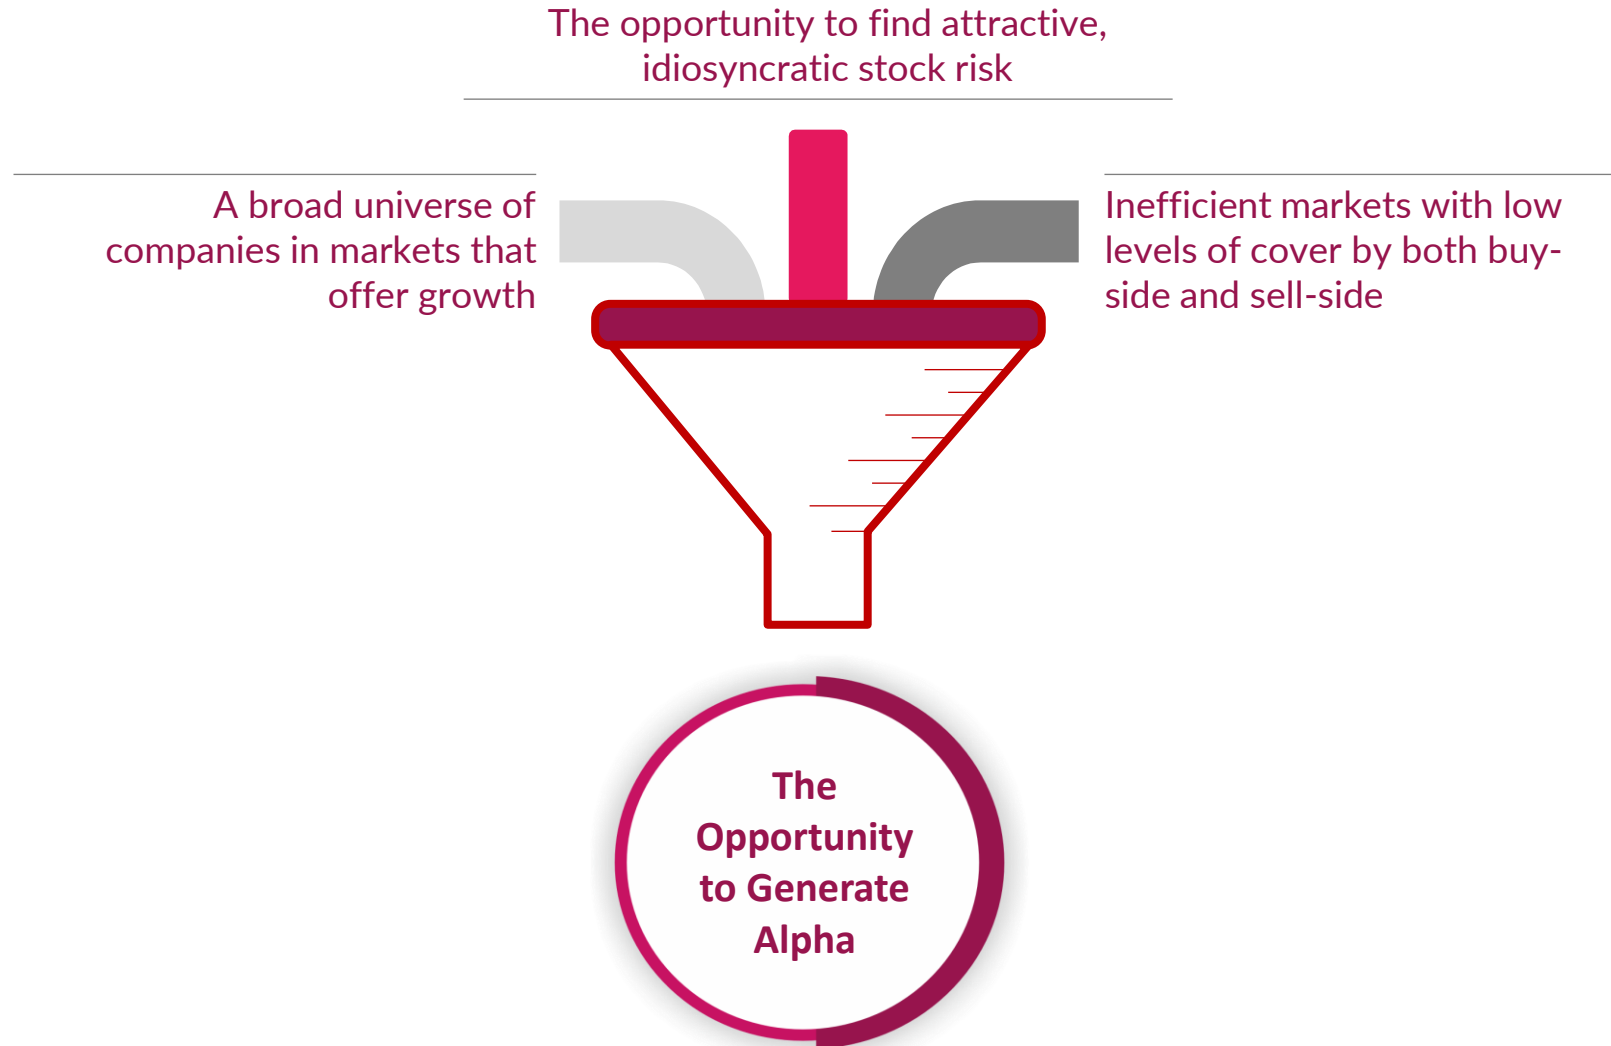 The opportunity to find attractive,
idiosyncratic stock risk
A broad universe of
companies in markets that
offer growth
Inefficient markets with low
levels of cover by both buy-
side and sell-side
The
Opportunity
to Generate
Alpha